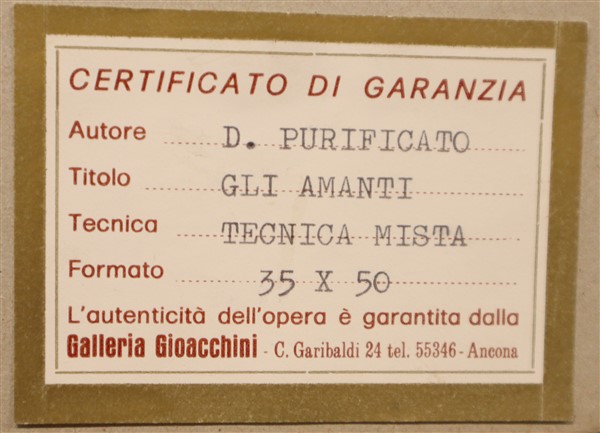 CERTIFICATO DI GARANZIA
Autore D. PURIFICATO
Titolo GLI AMANTI
Tecnica TECNICA MISTA
Formato 35 X 50
L'autenticità dell'opera è garantita dalla
Galleria Gioacchini - C. Garibaldi 24 tel. 55346 - Ancona